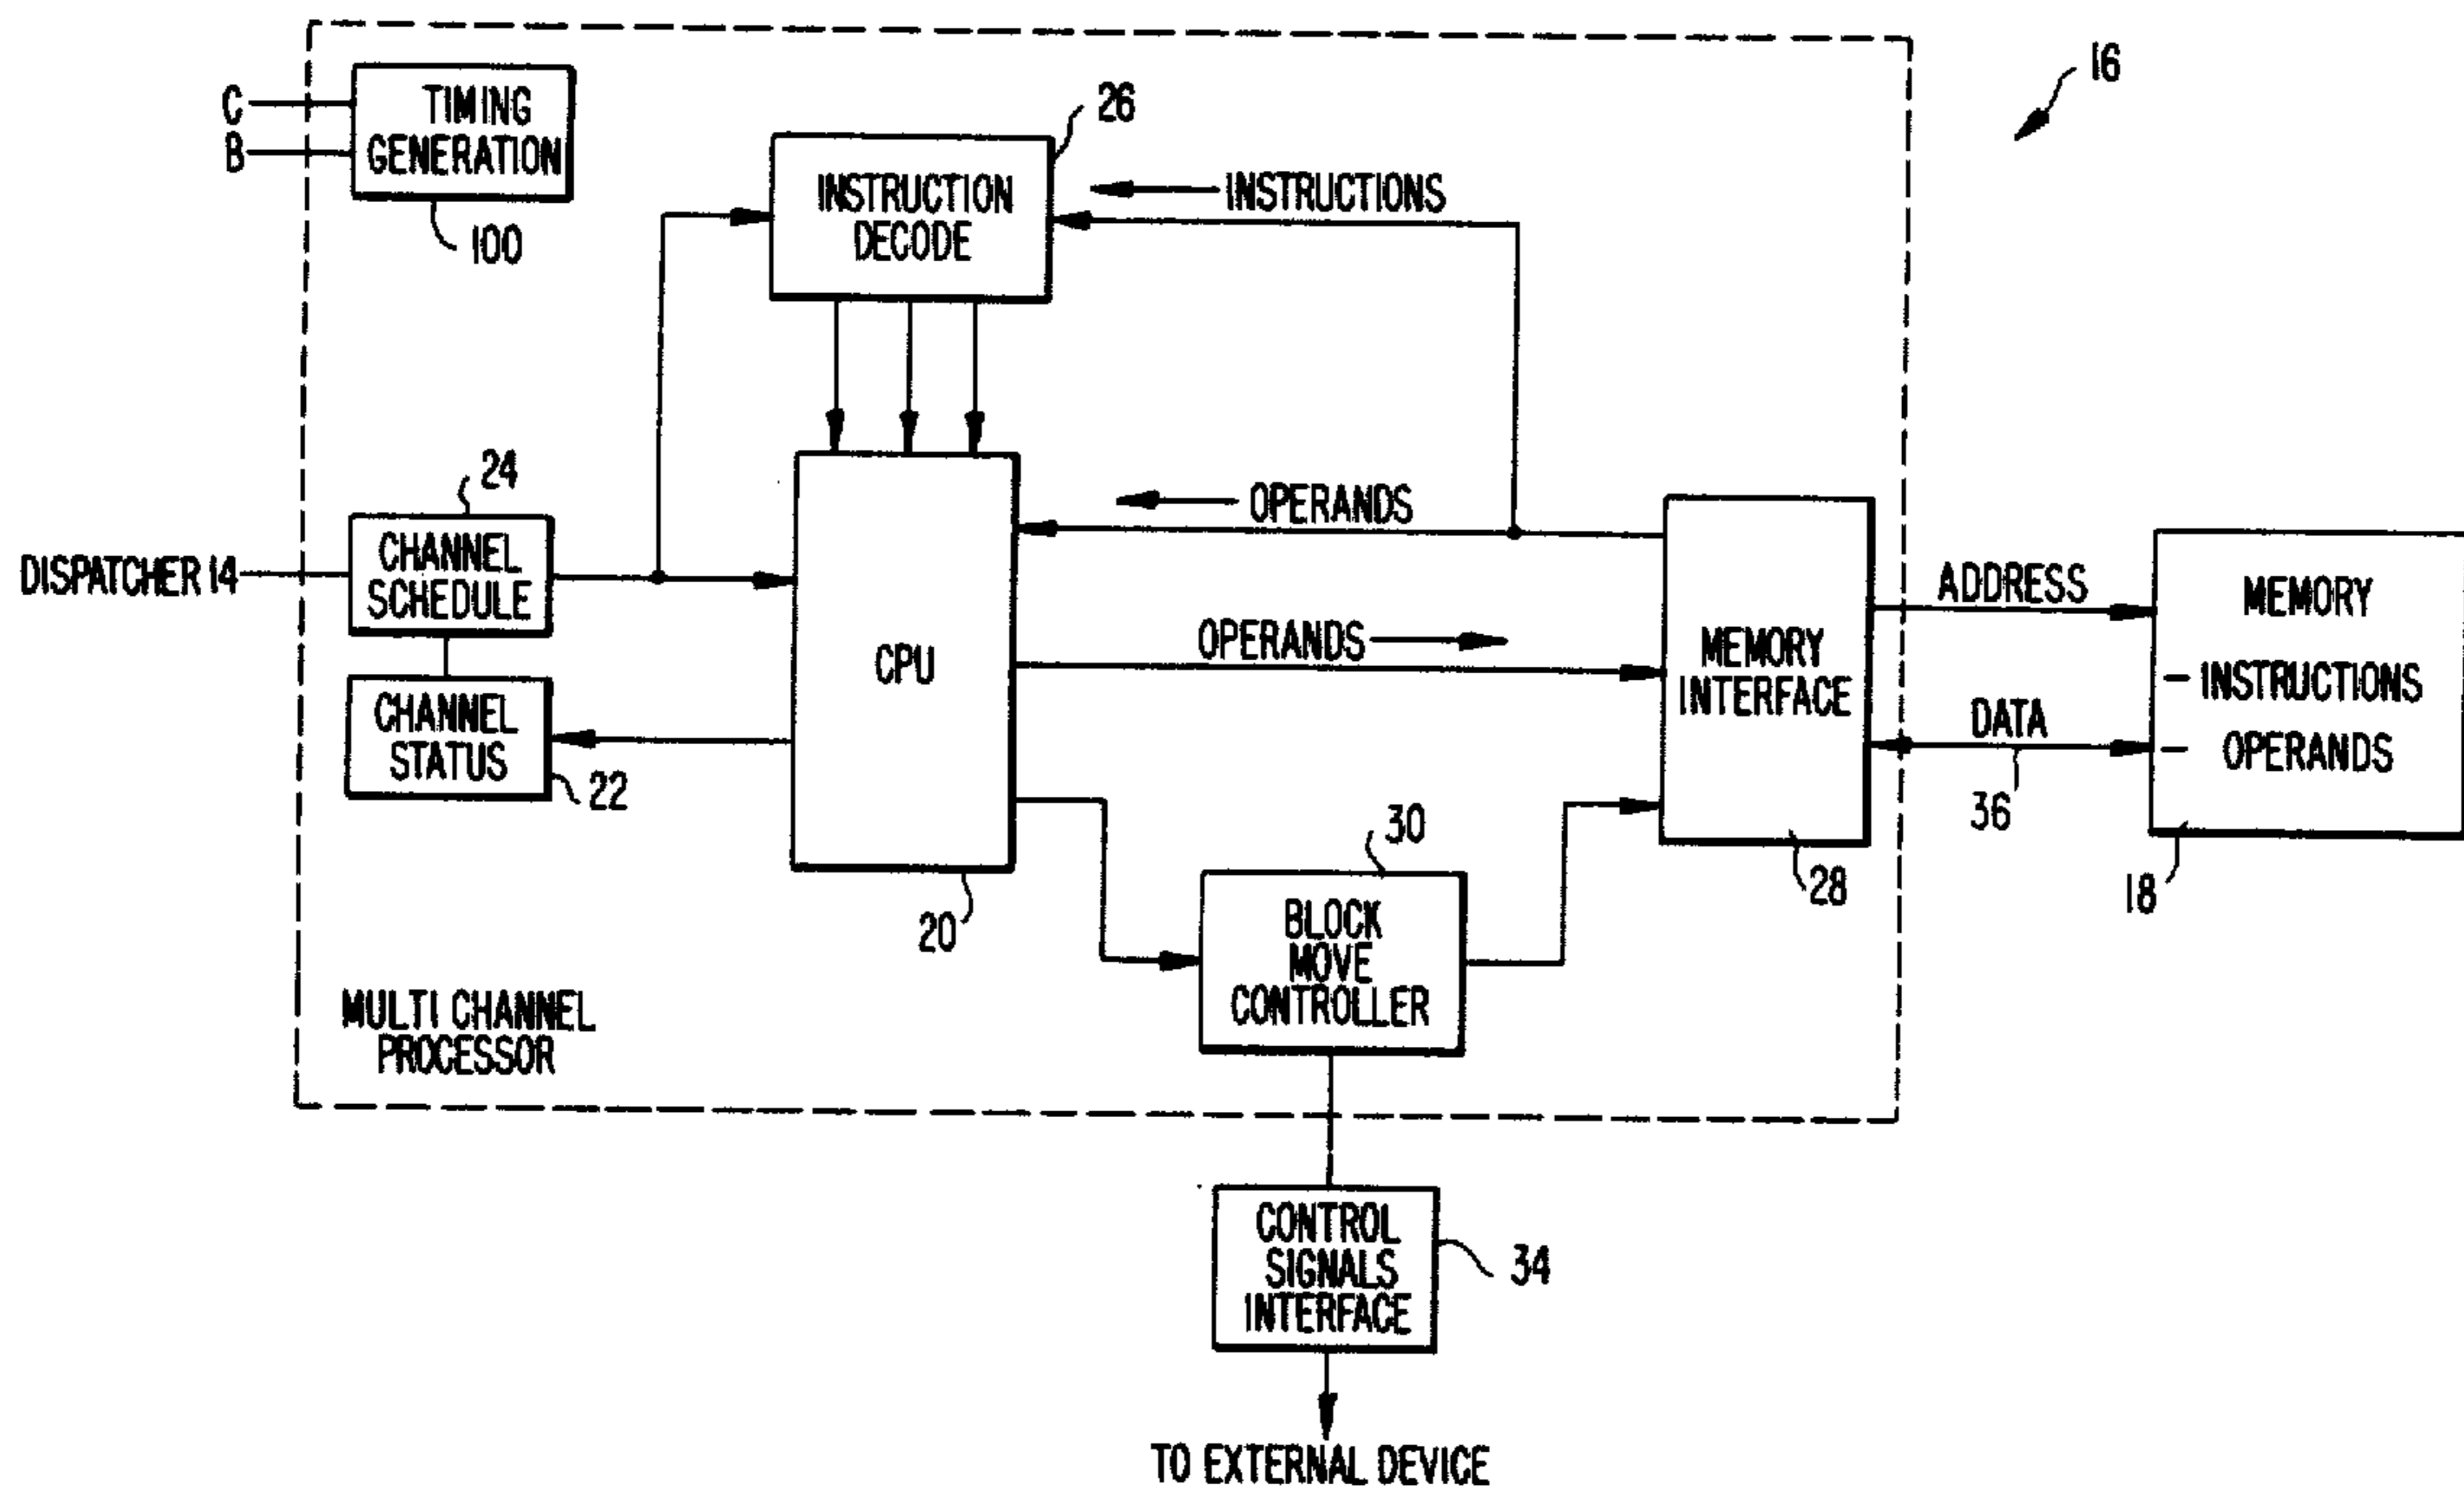 16
C
B
TIMING
GENERATION
100
26
INSTRUCTION
DECODE
INSTRUCTIONS
24
CHANNEL
SCHEDULE
DISPATCHER 14
CHANNEL
STATUS
22
CPU
20
OPERANDS
OPERANDS
MEMORY
INTERFACE
28
ADDRESS
DATA
36
MEMORY
- INSTRUCTIONS
- OPERANDS
18
30
BLOCK
MOVE
CONTROLLER
MULTI CHANNEL
PROCESSOR
CONTROL
SIGNALS
INTERFACE
34
TO EXTERNAL DEVICE